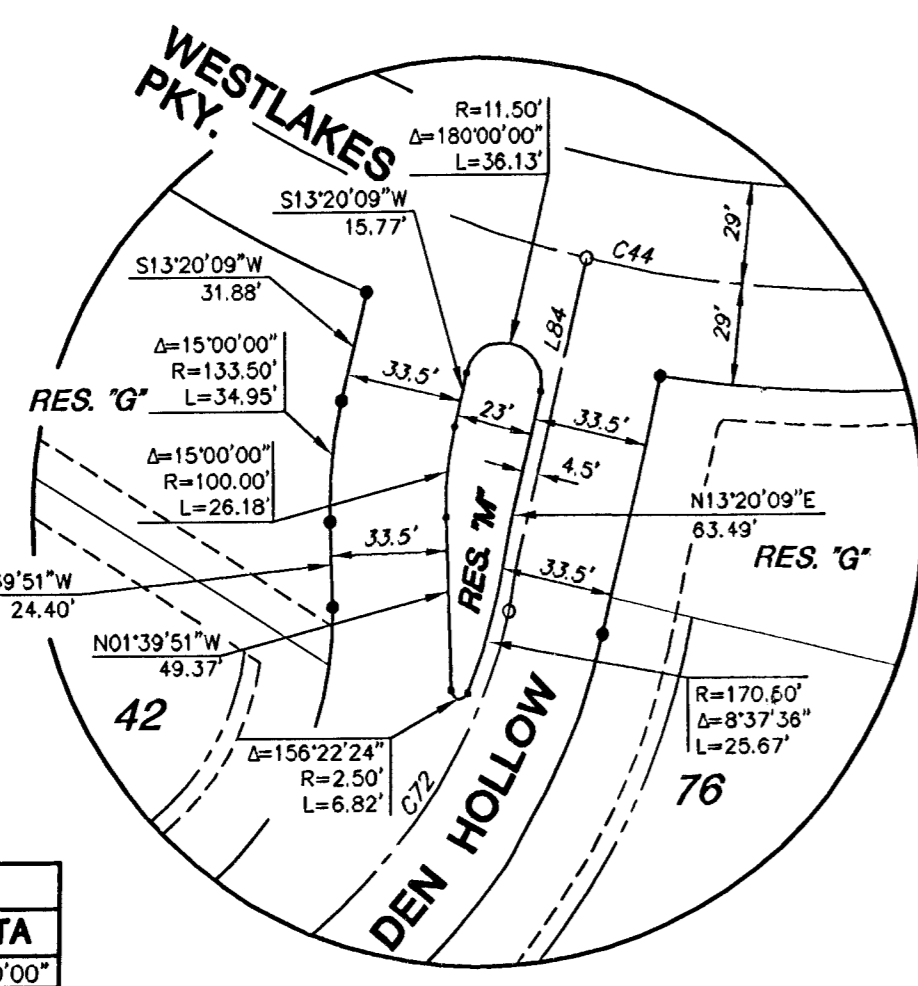 WESTLAKES
PKY.
R=11.50'
Δ=180°00'00"
L=36.13'
S13°20'09"W
15.77'
29'
C44
S13°20'09"W
31.88'
L84
29'
Δ=15°00'00"
R=133.50'
L=34.95'
33.5'
RES. "G"
23'
33.5'
Δ=15°00'00"
R=100.00'
L=26.18'
4.5'
N13°20'09"E
63.49'
33.5'
RES. "M"
RES. "G"
33.5'
39'51"W
24.40'
N01°39'51"W
49.37'
42
R=170.50'
Δ=8°37'36"
L=25.67'
Δ=156°22'24"
R=2.50'
L=6.82'
C72
DEN HOLLOW
76
TA
0'00"